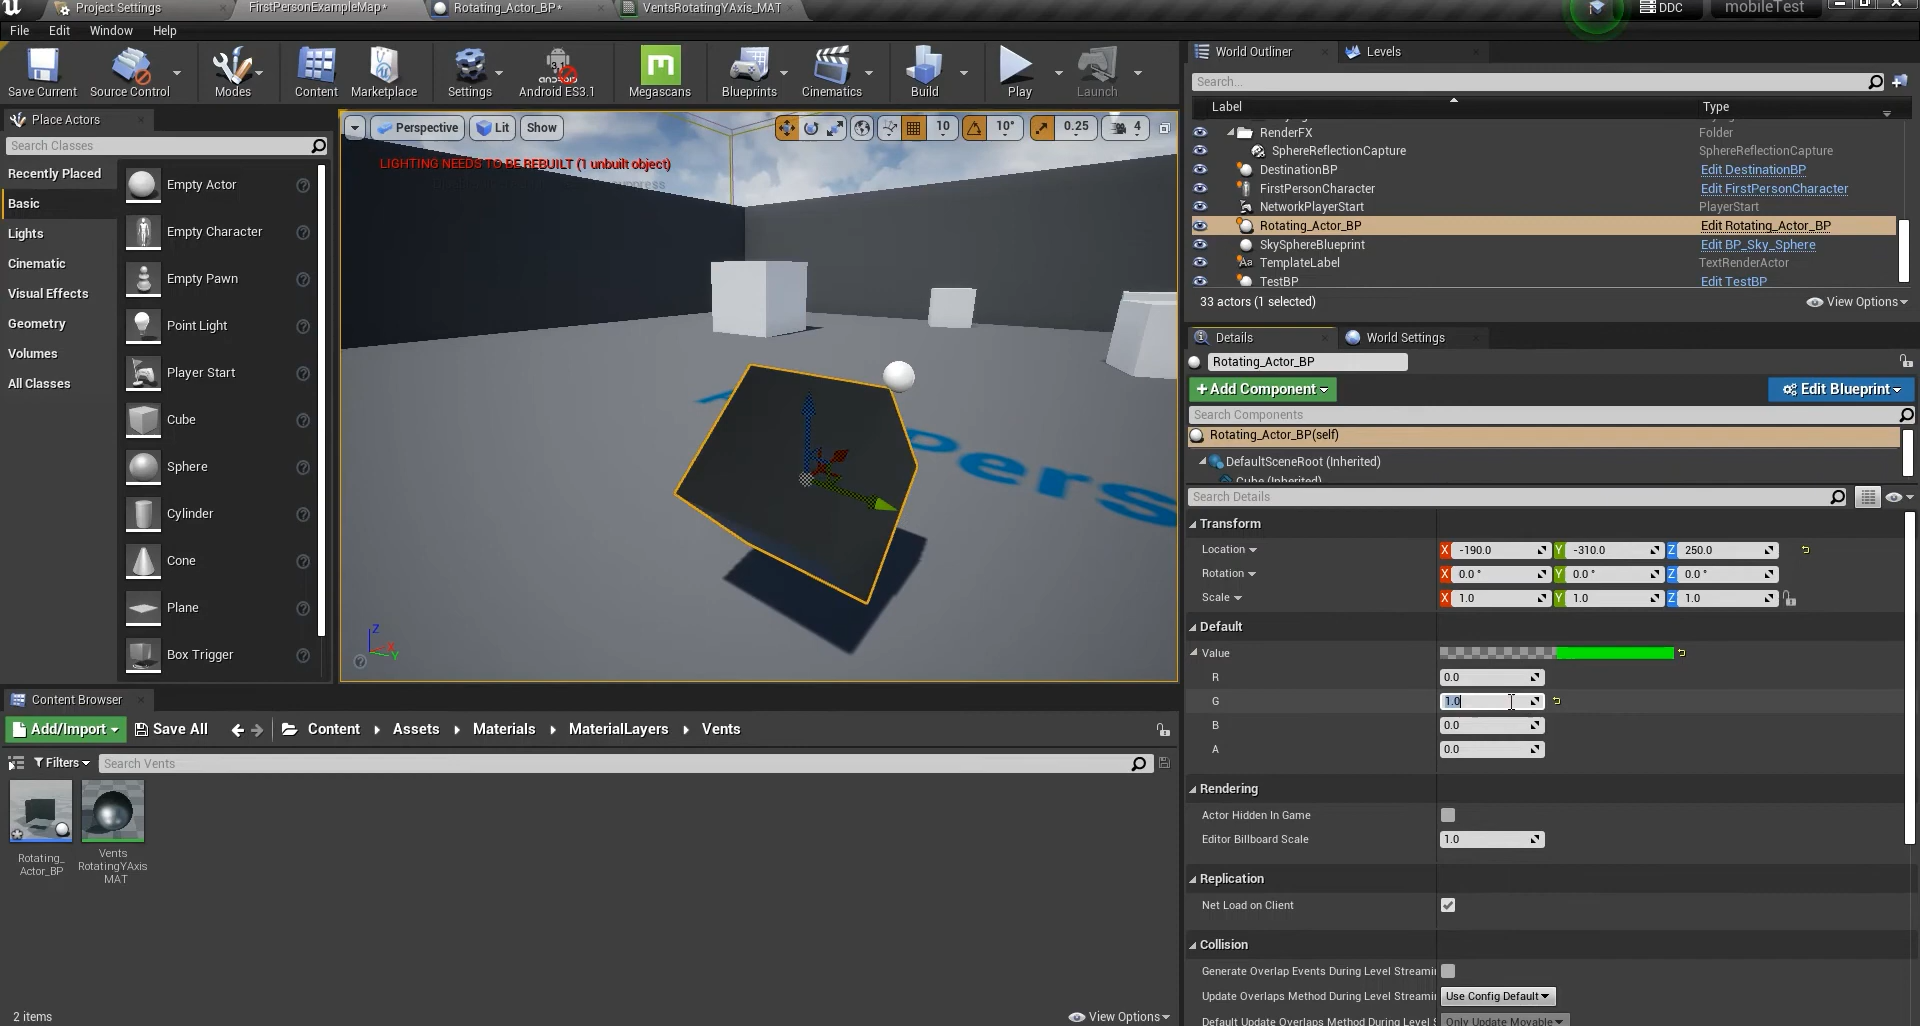 Project Settings
FirstPersonExampleMap*
Rotating_Actor_BP*
VentsRotatingYAxis_MAT
DDC
mobileTest
File Edit Window Help
Save Current
Source Control
Modes
Content
Marketplace
Settings
Android ES3.1
Megascans
Blueprints
Cinematics
Build
Play
Launch
Place Actors
Search Classes
Recently Placed
Basic
Lights
Cinematic
Visual Effects
Geometry
Volumes
All Classes
Empty Actor
Empty Character
Empty Pawn
Point Light
Player Start
Cube
Sphere
Cylinder
Cone
Plane
Box Trigger
Perspective Lit Show 10 10° 0.25 4
LIGHTING NEEDS TO BE REBUILT (1 unbuilt object)
Pers
Z
X
Y
World Outliner Levels
Search...
Label Type
RenderFX Folder
SphereReflectionCapture SphereReflectionCapture
DestinationBP Edit DestinationBP
FirstPersonCharacter Edit FirstPersonCharacter
NetworkPlayerStart PlayerStart
Rotating_Actor_BP Edit Rotating_Actor_BP
SkySphereBlueprint Edit BP_Sky_Sphere
TemplateLabel TextRenderActor
TestBP Edit TestBP
33 actors (1 selected) View Options
Details World Settings
Rotating_Actor_BP
+Add Component Edit Blueprint
Search Components
Rotating_Actor_BP(self)
DefaultSceneRoot (Inherited)
Cube (Inherited)
Search Details
Transform
Location X -190.0 Y -310.0 Z 250.0
Rotation X 0.0 ° Y 0.0 ° Z 0.0 °
Scale X 1.0 Y 1.0 Z 1.0
Default
Value
R 0.0
G 1.0
B 0.0
A 0.0
Rendering
Actor Hidden In Game
Editor Billboard Scale 1.0
Replication
Net Load on Client
Collision
Generate Overlap Events During Level Streami
Update Overlaps Method During Level Streami Use Config Default
Default Update Overlaps Method During Level S Only Update Movable
Content Browser
Add/Import Save All Content Assets Materials MaterialLayers Vents
Filters Search Vents
Rotating_
Actor_BP
Vents
RotatingYAxis
MAT
2 items View Options